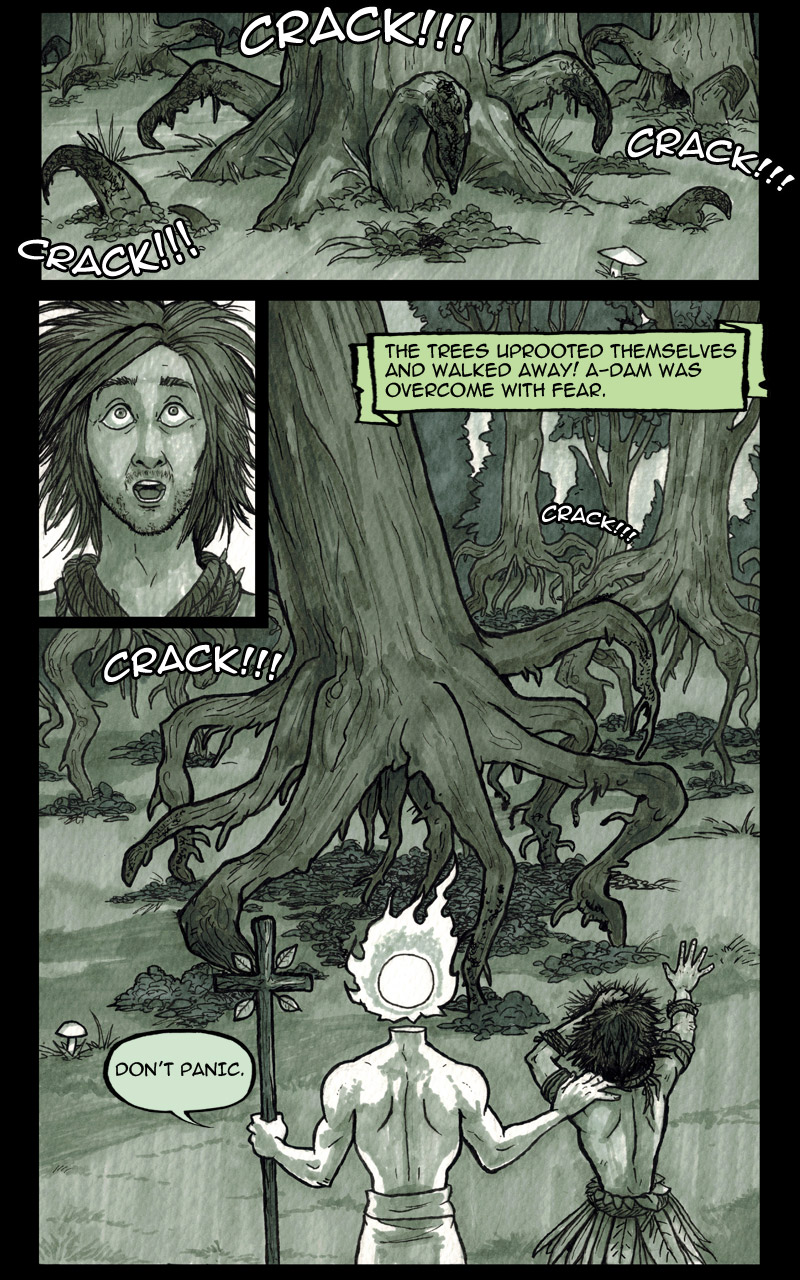 CRACK!!!
CRACK!!!
CRACK!!!
THE TREES UPROOTED THEMSELVES
AND WALKED AWAY! A-DAM WAS
OVERCOME WITH FEAR.
CRACK!!!
CRACK!!!
DON'T PANIC.